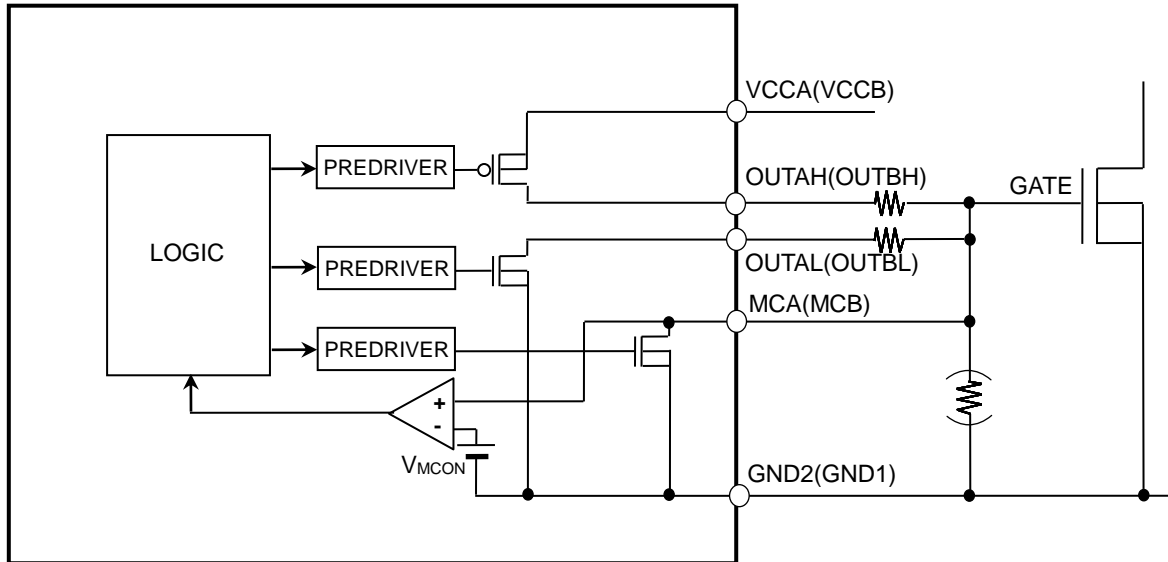 VCCA(VCCB)
PREDRIVER
OUTAH(OUTBH)
GATE
LOGIC
PREDRIVER
OUTAL(OUTBL)
MCA(MCB)
PREDRIVER
+
-
VMCON
GND2(GND1)